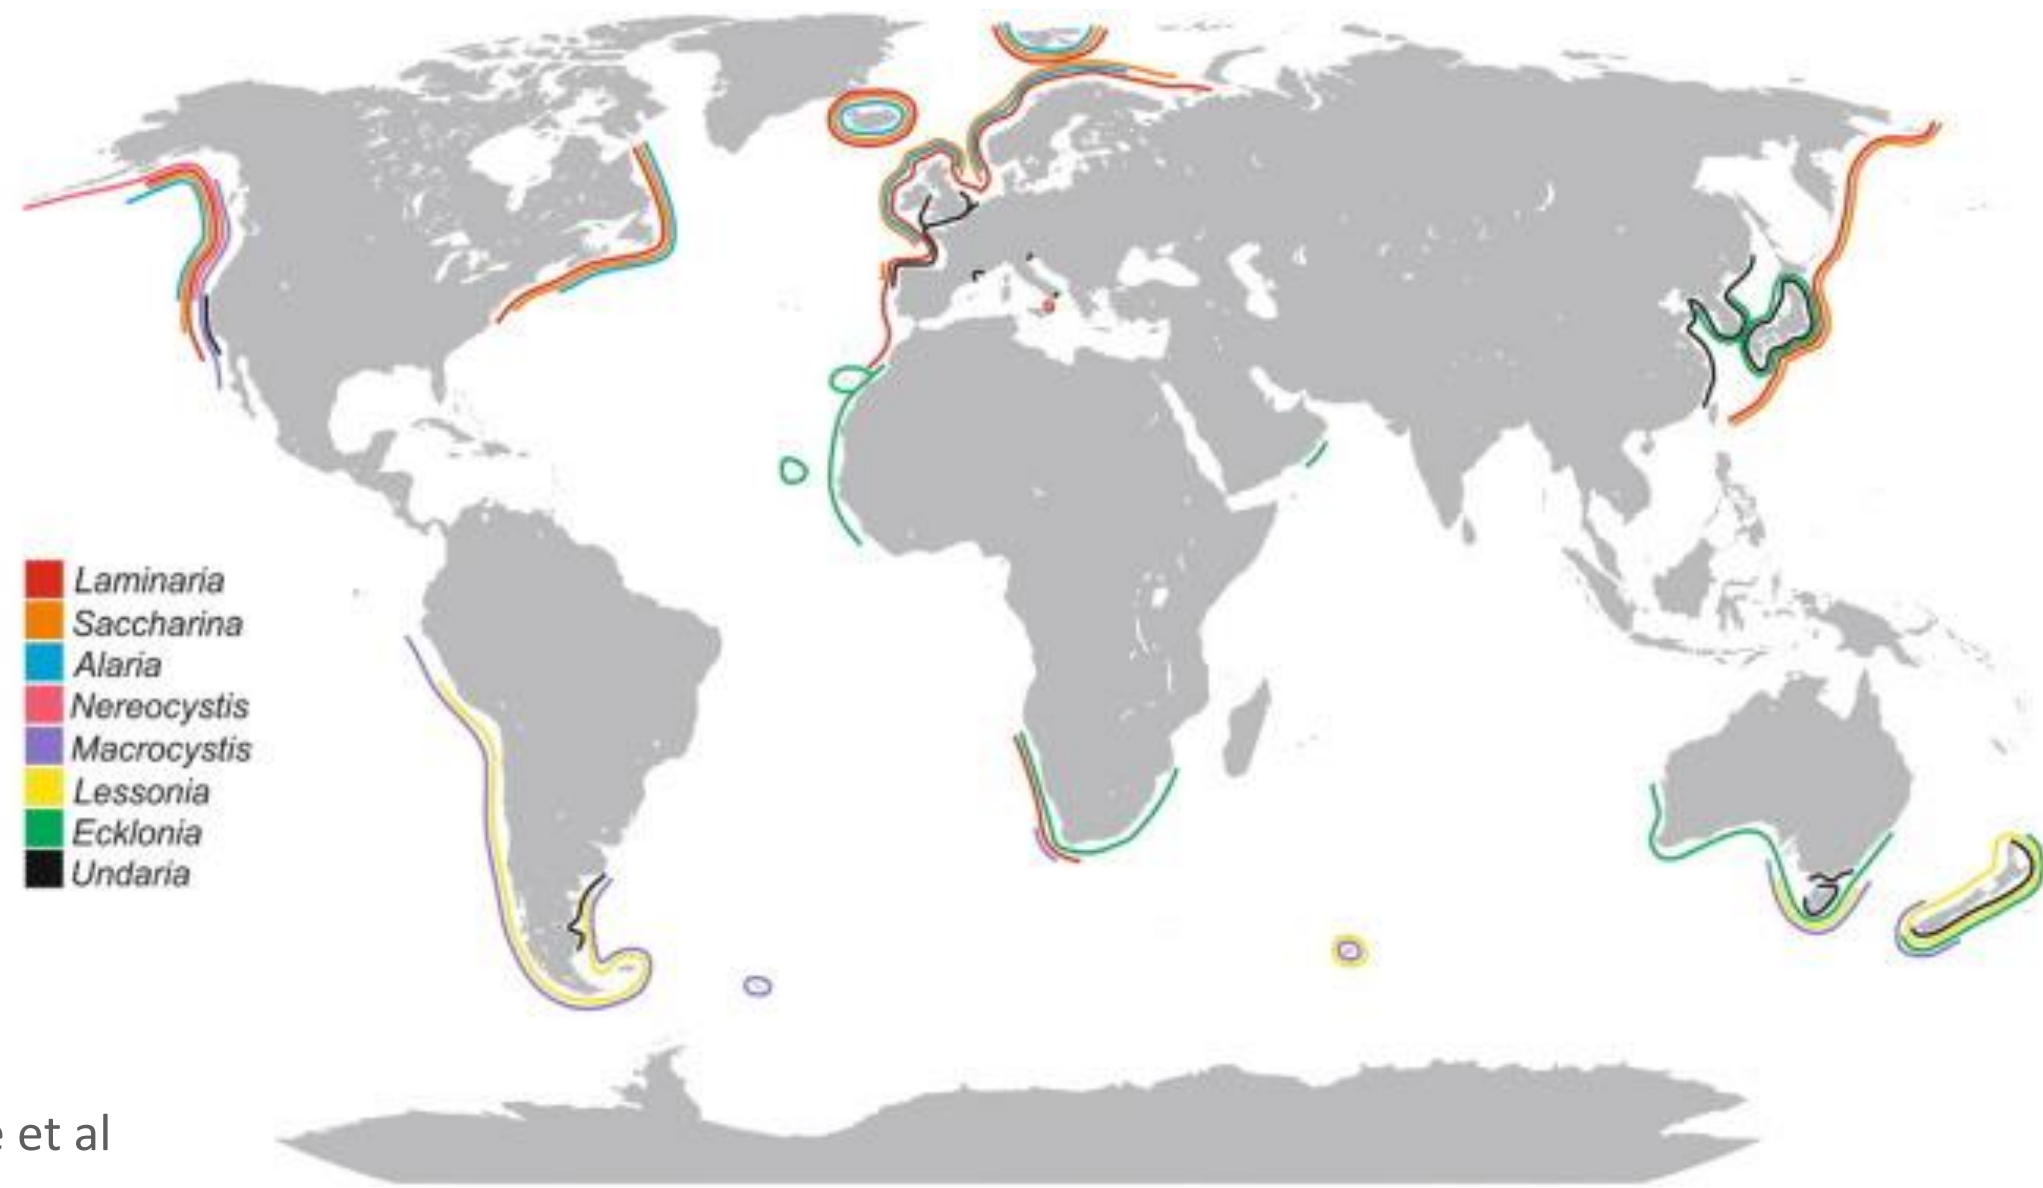 Laminaria
Saccharina
Alaria
Nereocystis
Macrocystis
Lessonia
Ecklonia
Undaria
e et al